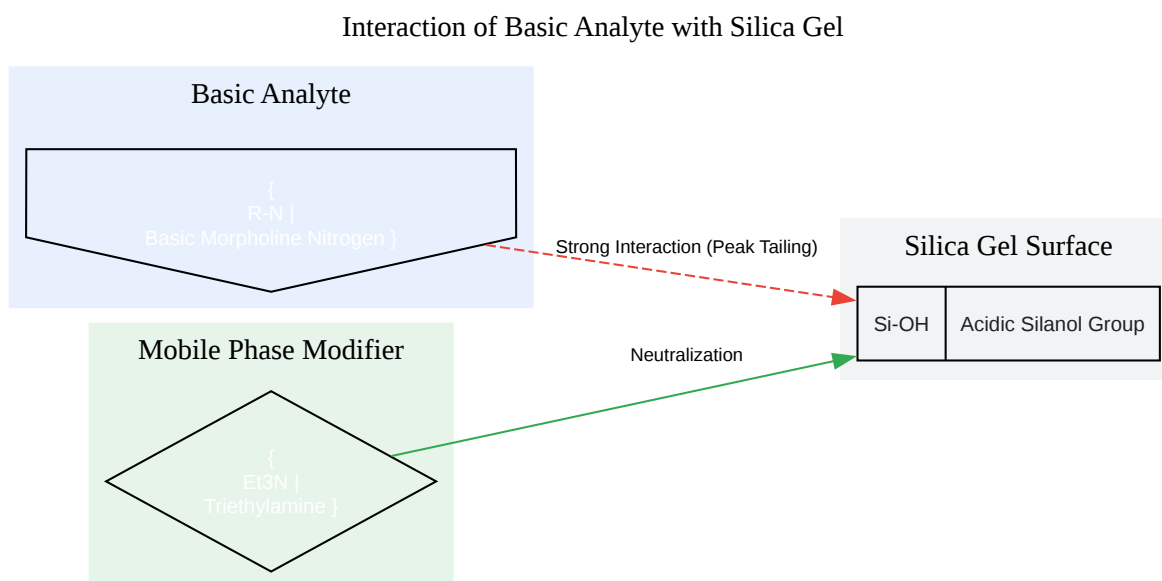 Interaction of Basic Analyte with Silica Gel
Basic Analyte
{
R-N |
Basic Morpholine Nitrogen }
Strong Interaction (Peak Tailing)
Silica Gel Surface
Si-OH
Acidic Silanol Group
Mobile Phase Modifier
Neutralization
{
Et3N |
Triethylamine }